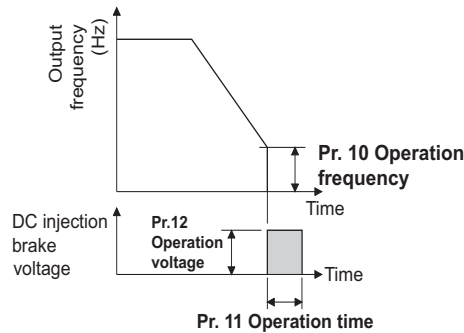 Output
frequency
(Hz)
Pr. 10 Operation
frequency
Time
DC injection
brake
voltage
Pr.12
Operation
voltage
Time
Pr. 11 Operation time